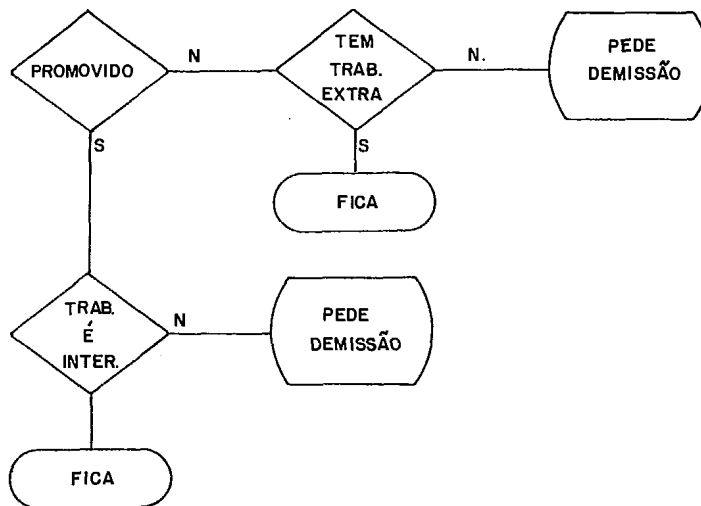 PROMOVIDO
N
TEM
TRAB.
EXTRA
N.
PEDE
DEMISSÃO
S
S
FICA
TRAB.
É
INTER.
N
PEDE
DEMISSÃO
FICA